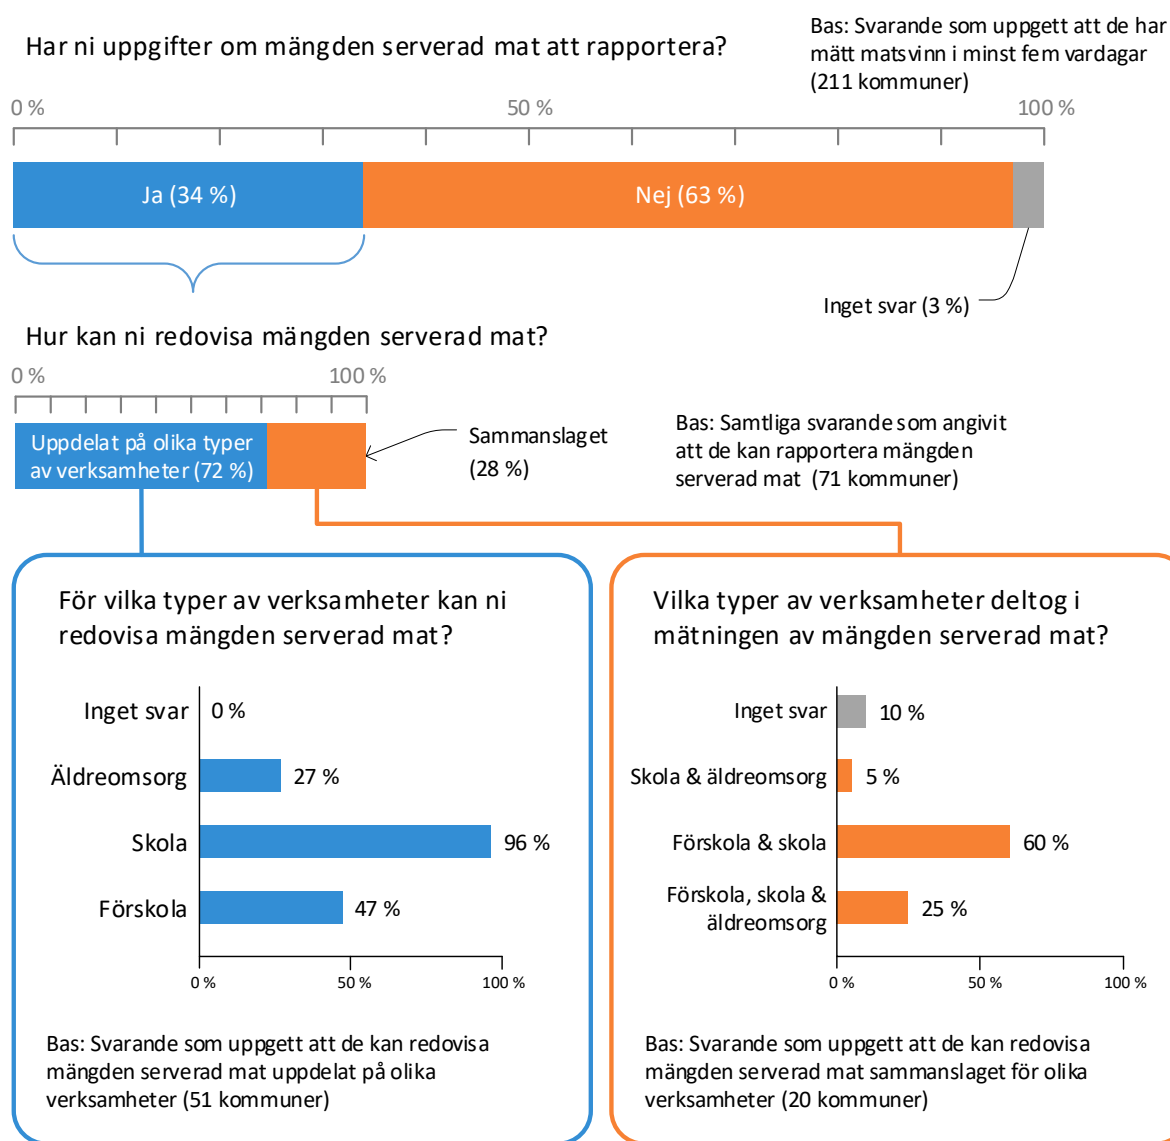 Har ni uppgifter om mängden serverad mat att rapportera?
Bas: Svarande som uppgett att de har
mätt matsvinn i minst fem vardagar
(211 kommuner)
0 %
50 %
100 %
Ja (34 %)
Nej (63 %)
Inget svar (3 %)
Hur kan ni redovisa mängden serverad mat?
0 %
100 %
Uppdelat på olika typer
av verksamheter (72 %)
Sammanslaget
(28 %)
Bas: Samtliga svarande som angivit
att de kan rapportera mängden
serverad mat (71 kommuner)
För vilka typer av verksamheter kan ni
redovisa mängden serverad mat?
Inget svar
0 %
Äldreomsorg
27 %
Skola
96 %
Förskola
47 %
0 %
50 %
100 %
Bas: Svarande som uppgett att de kan redovisa
mängden serverad mat uppdelat på olika
verksamheter (51 kommuner)
Vilka typer av verksamheter deltog i
mätningen av mängden serverad mat?
Inget svar
10 %
Skola & äldreomsorg
5 %
Förskola & skola
60 %
Förskola, skola &
äldreomsorg
25 %
0 %
50 %
100 %
Bas: Svarande som uppgett att de kan redovisa
mängden serverad mat sammanslaget för olika
verksamheter (20 kommuner)